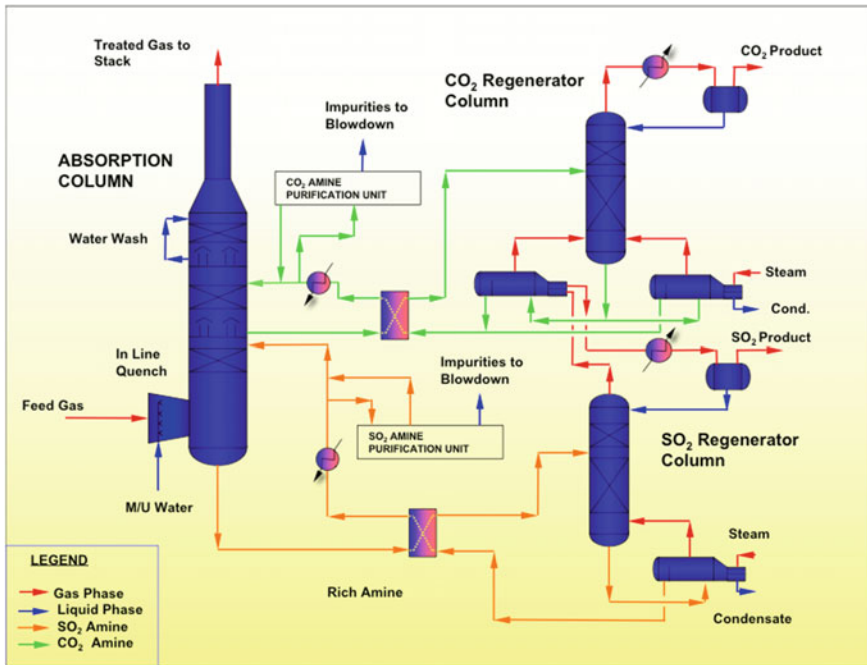 Treated Gas to
Stack
ABSORPTION
COLUMN
Water Wash
In Line
Quench
Feed Gas
M/U Water
Impurities to
Blowdown
CO₂ AMINE
PURIFICATION UNIT
CO₂ Regenerator
Column
CO₂ Product
Steam
Cond.
SO₂ Product
Impurities to
Blowdown
SO₂ AMINE
PURIFICATION UNIT
SO₂ Regenerator
Column
Steam
Condensate
Rich Amine
LEGEND
Gas Phase
Liquid Phase
SO₂ Amine
CO₂ Amine